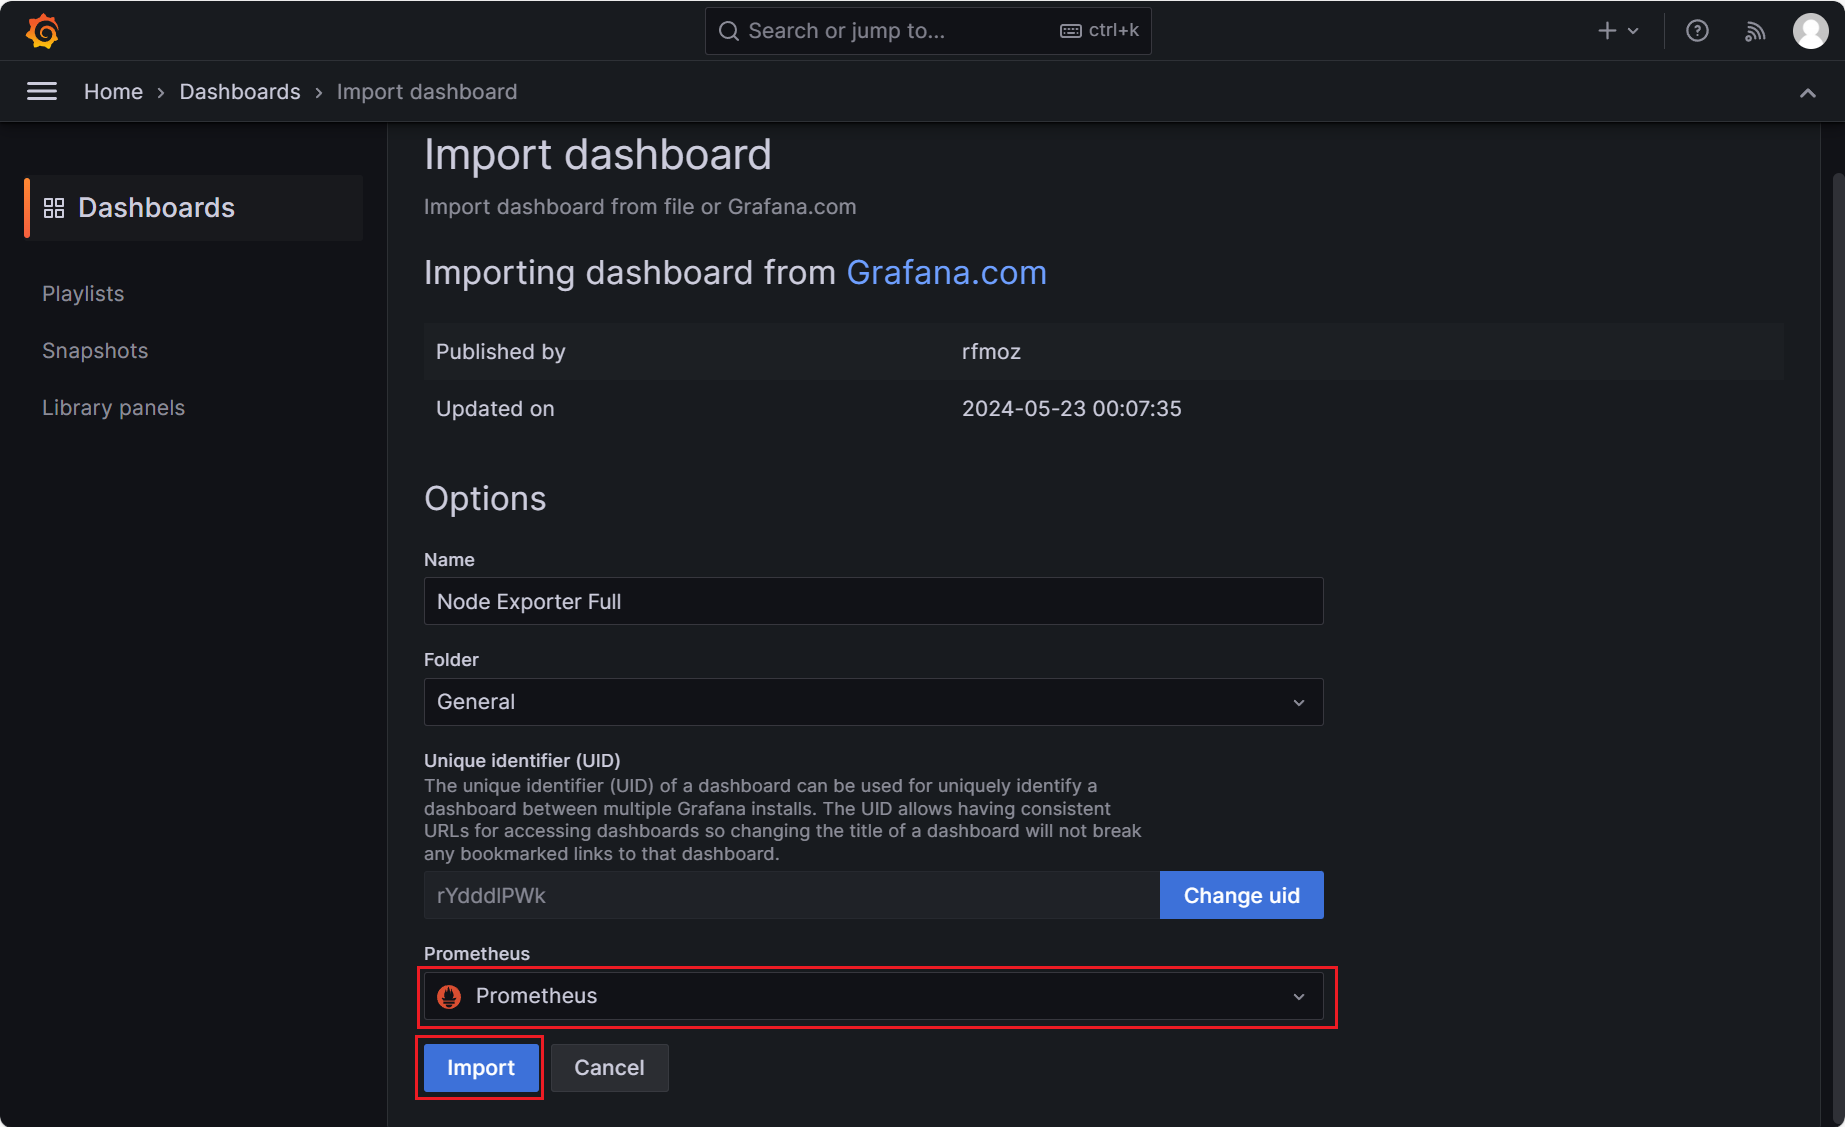 Search or jump to...
ctrl+k
Home › Dashboards › Import dashboard
Dashboards
Playlists
Snapshots
Library panels
Import dashboard
Import dashboard from file or Grafana.com
Importing dashboard from Grafana.com
Published by rfmoz
Updated on 2024-05-23 00:07:35
Options
Name
Node Exporter Full
Folder
General
Unique identifier (UID)
The unique identifier (UID) of a dashboard can be used for uniquely identify a
dashboard between multiple Grafana installs. The UID allows having consistent
URLs for accessing dashboards so changing the title of a dashboard will not break
any bookmarked links to that dashboard.
rYdddlPWk
Change uid
Prometheus
Prometheus
Import
Cancel